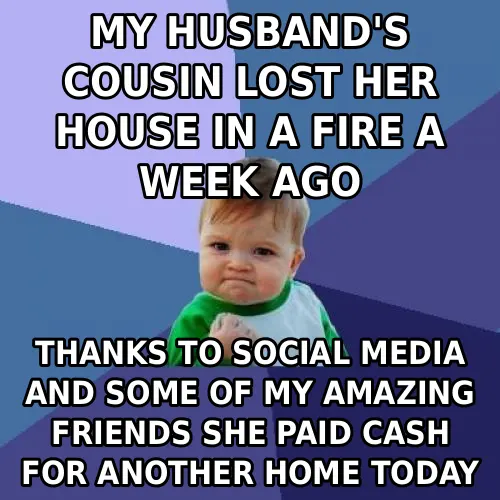 MY HUSBAND'S
COUSIN LOST HER
HOUSE IN A FIRE A
WEEK AGO
THANKS TO SOCIAL MEDIA
AND SOME OF MY AMAZING
FRIENDS SHE PAID CASH
FOR ANOTHER HOME TODAY